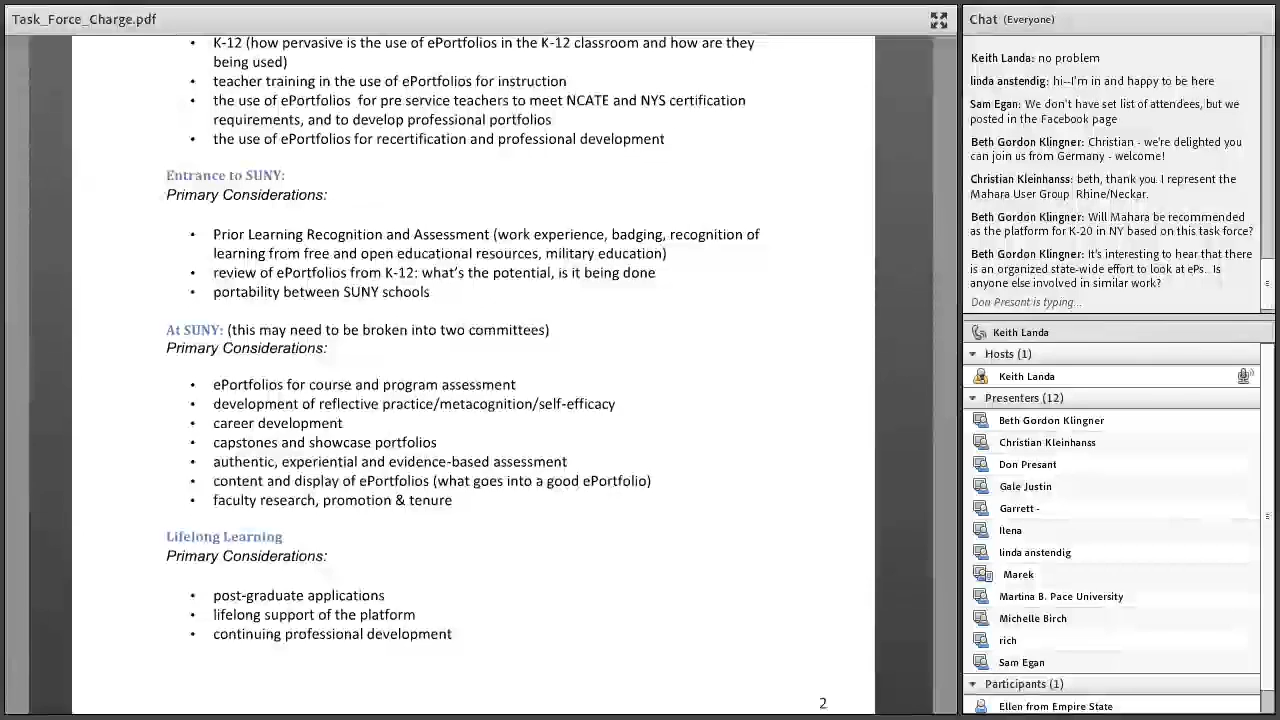 Task_Force_Charge.pdf
• K-12 (how pervasive is the use of ePortfolios in the K-12 classroom and how are they
being used)
• teacher training in the use of ePortfolios for instruction
• the use of ePortfolios for pre service teachers to meet NCATE and NYS certification
requirements, and to develop professional portfolios
• the use of ePortfolios for recertification and professional development
Entrance to SUNY:
Primary Considerations:
• Prior Learning Recognition and Assessment (work experience, badging, recognition of
learning from free and open educational resources, military education)
• review of ePortfolios from K-12: what's the potential, is it being done
• portability between SUNY schools
At SUNY: (this may need to be broken into two committees)
Primary Considerations:
• ePortfolios for course and program assessment
• development of reflective practice/metacognition/self-efficacy
• career development
• capstones and showcase portfolios
• authentic, experiential and evidence-based assessment
• content and display of ePortfolios (what goes into a good ePortfolio)
• faculty research, promotion & tenure
Lifelong Learning
Primary Considerations:
• post-graduate applications
• lifelong support of the platform
• continuing professional development
2
Chat (Everyone)
Keith Landa: no problem
linda anstendig: hi--I'm in and happy to be here
Sam Egan: We don't have set list of attendees, but we
posted in the Facebook page
Beth Gordon Klingner: Christian - we're delighted you
can join us from Germany - welcome!
Christian Kleinhanss: beth, thank you. I represent the
Mahara User Group Rhine/Neckar.
Beth Gordon Klingner: Will Mahara be recommended
as the platform for K-20 in NY based on this task force?
Beth Gordon Klingner: It's interesting to hear that there
is an organized state-wide effort to look at ePs.. Is
anyone else involved in similar work?
Don Presant is typing...
Keith Landa
Hosts (1)
Keith Landa
Presenters (12)
Beth Gordon Klingner
Christian Kleinhanss
Don Presant
Gale Justin
Garrett -
Ilena
linda anstendig
Marek
Martina B. Pace University
Michelle Birch
rich
Sam Egan
Participants (1)
Ellen from Empire State